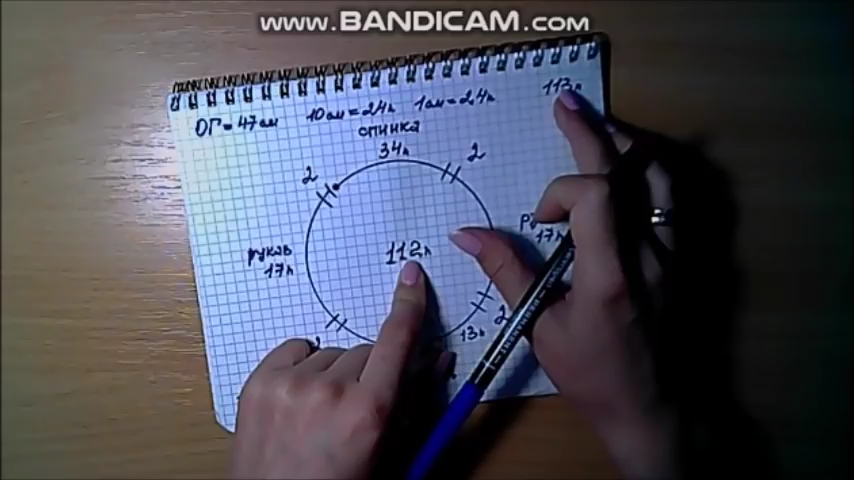 www.BANDICAM.com
113п
ОГ = 47см 10см = 24п 1см = 2,4п
спинка
34п
2
2
рукав
17п
112п
17п
2
13п
2